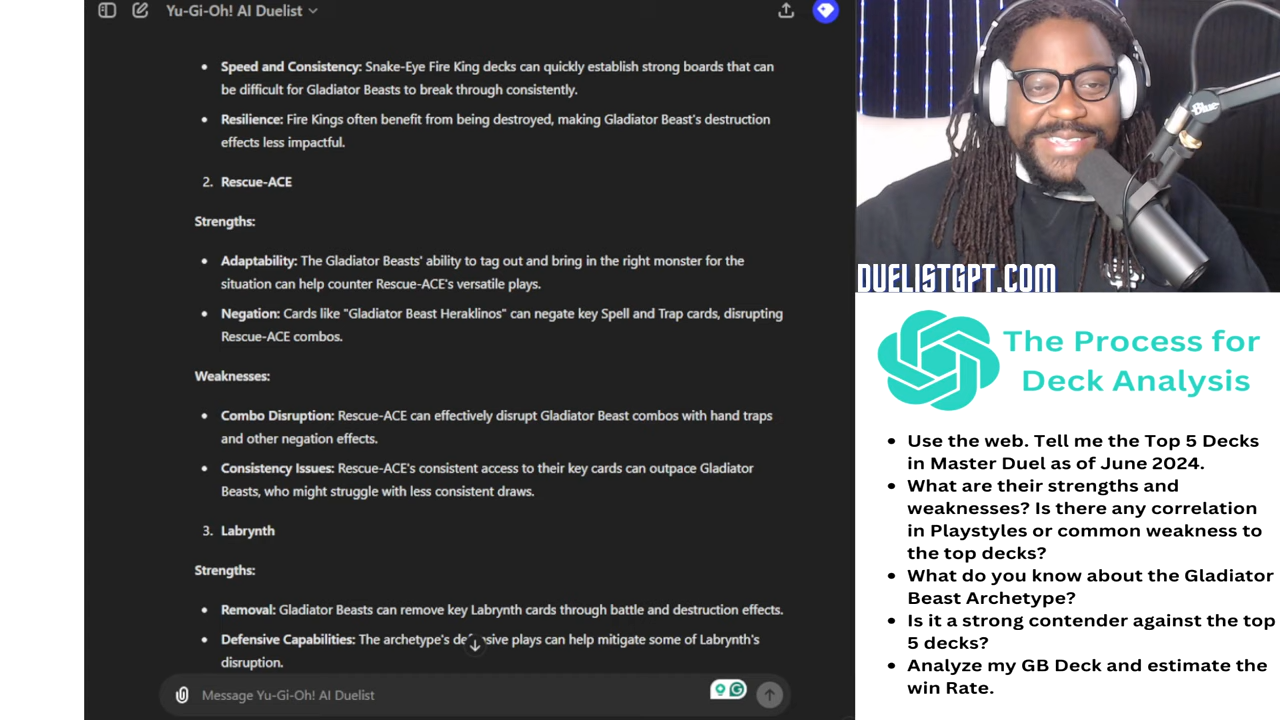 Yu-Gi-Oh! AI Duelist
Speed and Consistency: Snake-Eye Fire King decks can quickly establish strong boards that can
be difficult for Gladiator Beasts to break through consistently.
Resilience: Fire Kings often benefit from being destroyed, making Gladiator Beast's destruction
effects less impactful.
2. Rescue-ACE
Strengths:
Adaptability: The Gladiator Beasts' ability to tag out and bring in the right monster for the
situation can help counter Rescue-ACE's versatile plays.
Negation: Cards like "Gladiator Beast Heraklinos" can negate key Spell and Trap cards, disrupting
Rescue-ACE combos.
Weaknesses:
Combo Disruption: Rescue-ACE can effectively disrupt Gladiator Beast combos with hand traps
and other negation effects.
Consistency Issues: Rescue-ACE's consistent access to their key cards can outpace Gladiator
Beasts, who might struggle with less consistent draws.
3. Labrynth
Strengths:
Removal: Gladiator Beasts can remove key Labrynth cards through battle and destruction effects.
Defensive Capabilities: The archetype's defensive plays can help mitigate some of Labrynth's
disruption.
Message Yu-Gi-Oh! AI Duelist
Blue
DUELISTGPT.COM
The Process for
Deck Analysis
• Use the web. Tell me the Top 5 Decks
in Master Duel as of June 2024.
• What are their strengths and
weaknesses? Is there any correlation
in Playstyles or common weakness to
the top decks?
• What do you know about the Gladiator
Beast Archetype?
• Is it a strong contender against the top
5 decks?
• Analyze my GB Deck and estimate the
win Rate.